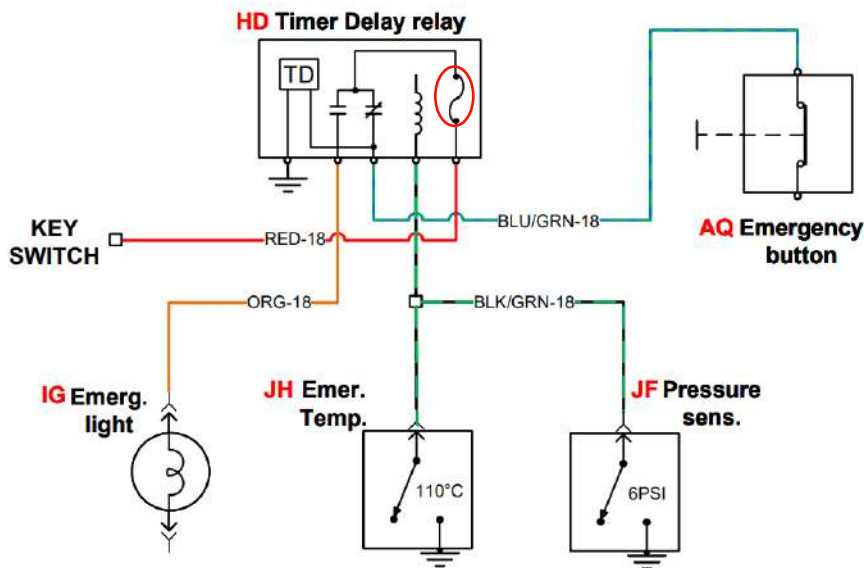 HD Timer Delay relay
TD
KEY
SWITCH
RED-18
BLU/GRN-18
AQ Emergency
button
ORG-18
BLK/GRN-18
IG Emerg.
light
JH Emer.
Temp.
JF Pressure
sens.
110°C
6PSI